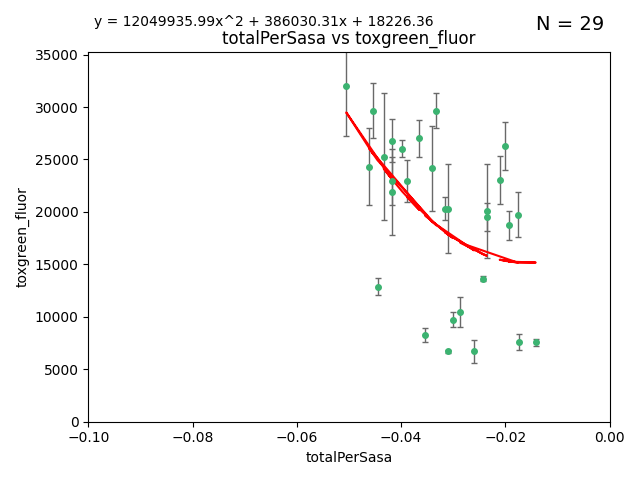 y = 12049935.99x^2 + 386030.31x + 18226.36
N = 29
totalPerSasa vs toxgreen_fluor
35000
30000
25000
20000
15000
10000
5000
0
toxgreen_fluor
−0.10
−0.08
−0.06
−0.04
−0.02
0.00
totalPerSasa